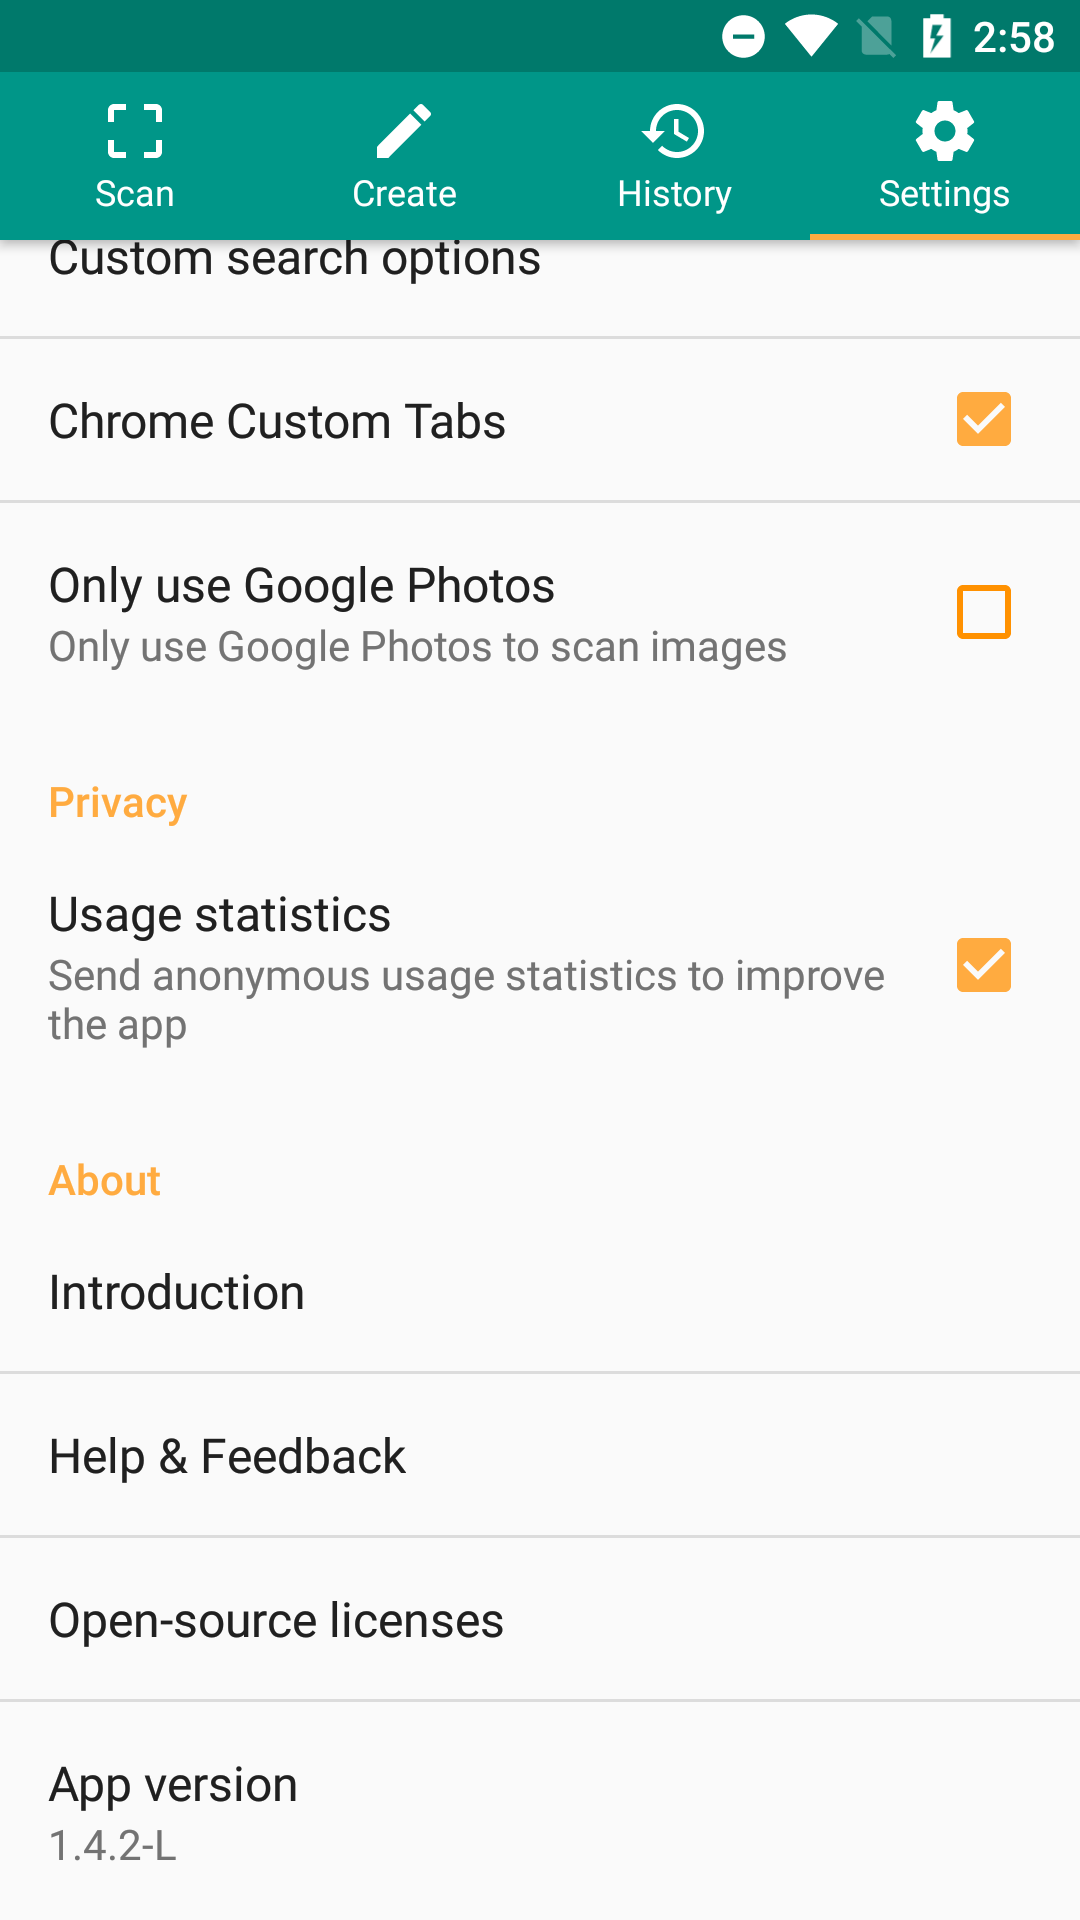 2:58
Scan
Create
History
Settings
Custom search options
Chrome Custom Tabs
Only use Google Photos
Only use Google Photos to scan images
Privacy
Usage statistics
Send anonymous usage statistics to improve
the app
About
Introduction
Help & Feedback
Open-source licenses
App version
1.4.2-L